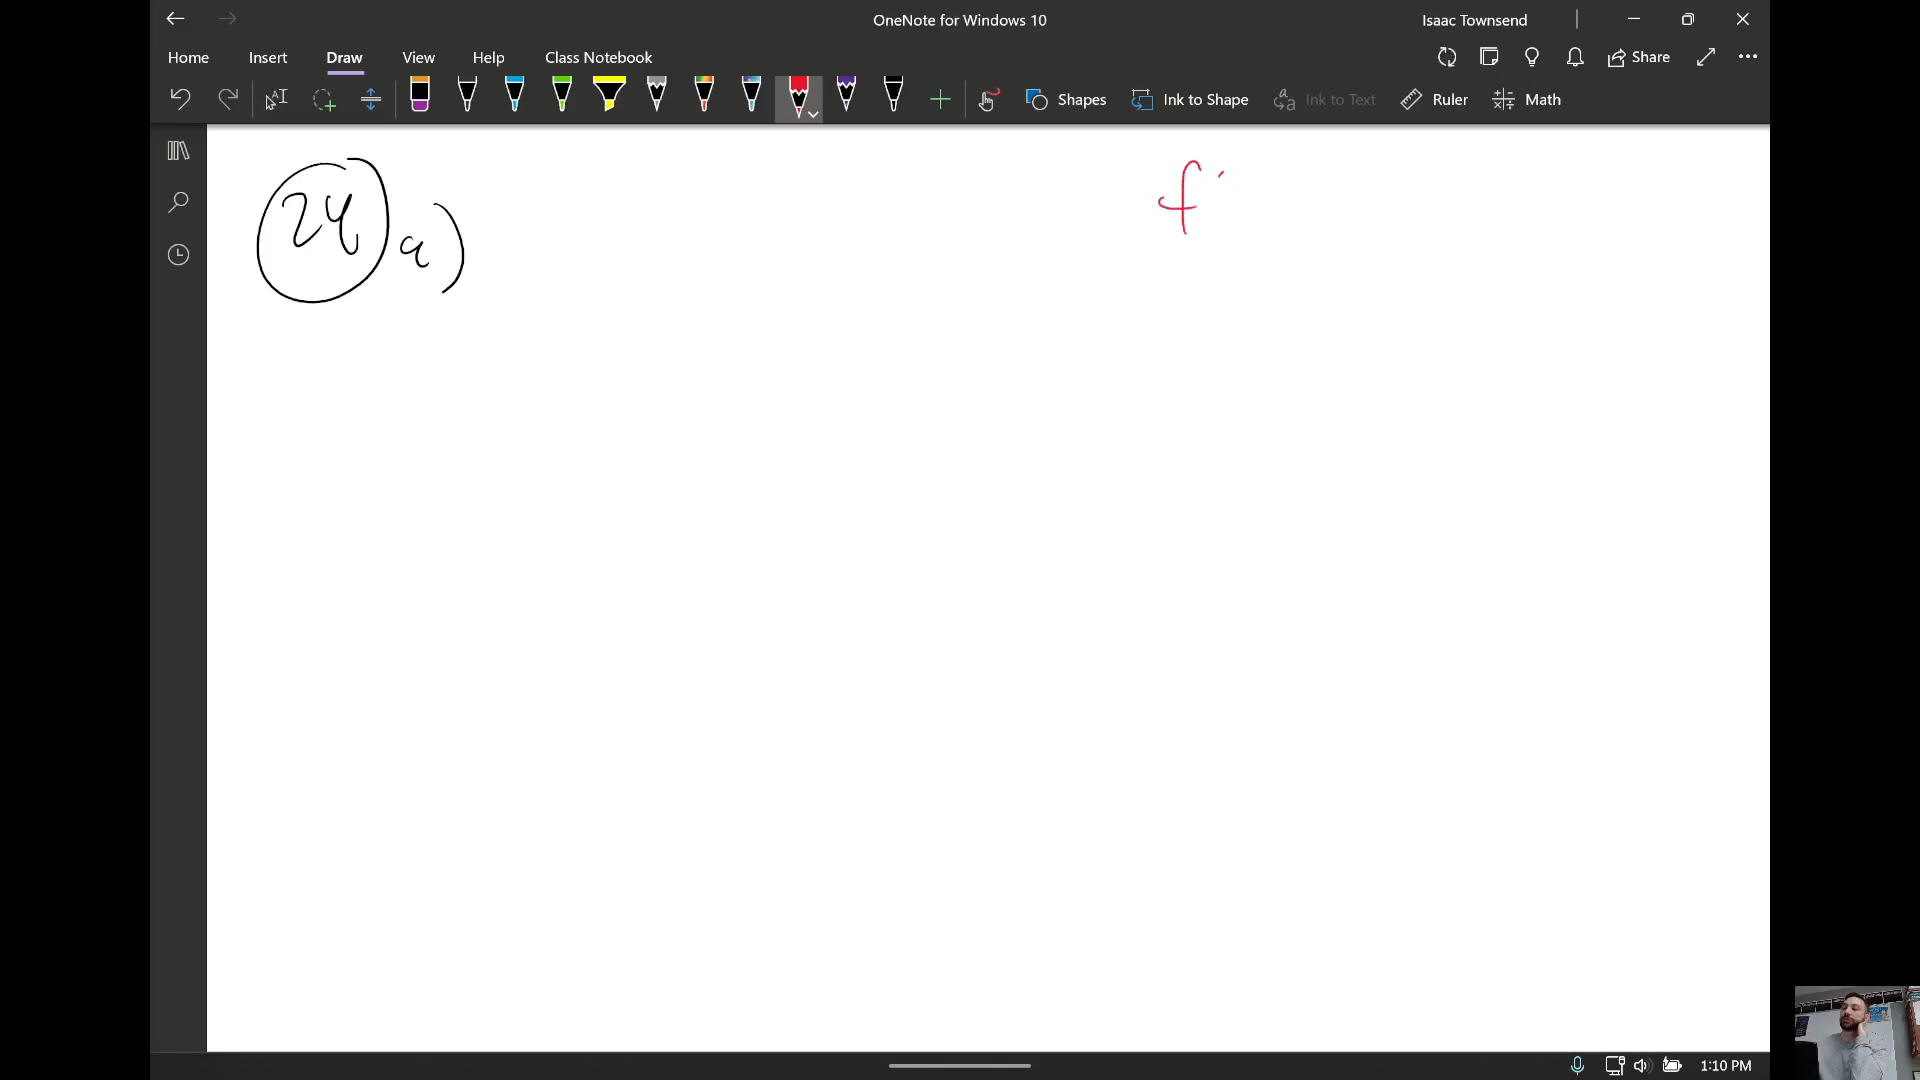 OneNote for Windows 10
Isaac Townsend
Home Insert Draw View Help Class Notebook
Share
Shapes Ink to Shape Ink to Text Ruler Math
24 a)
f
1:10 PM